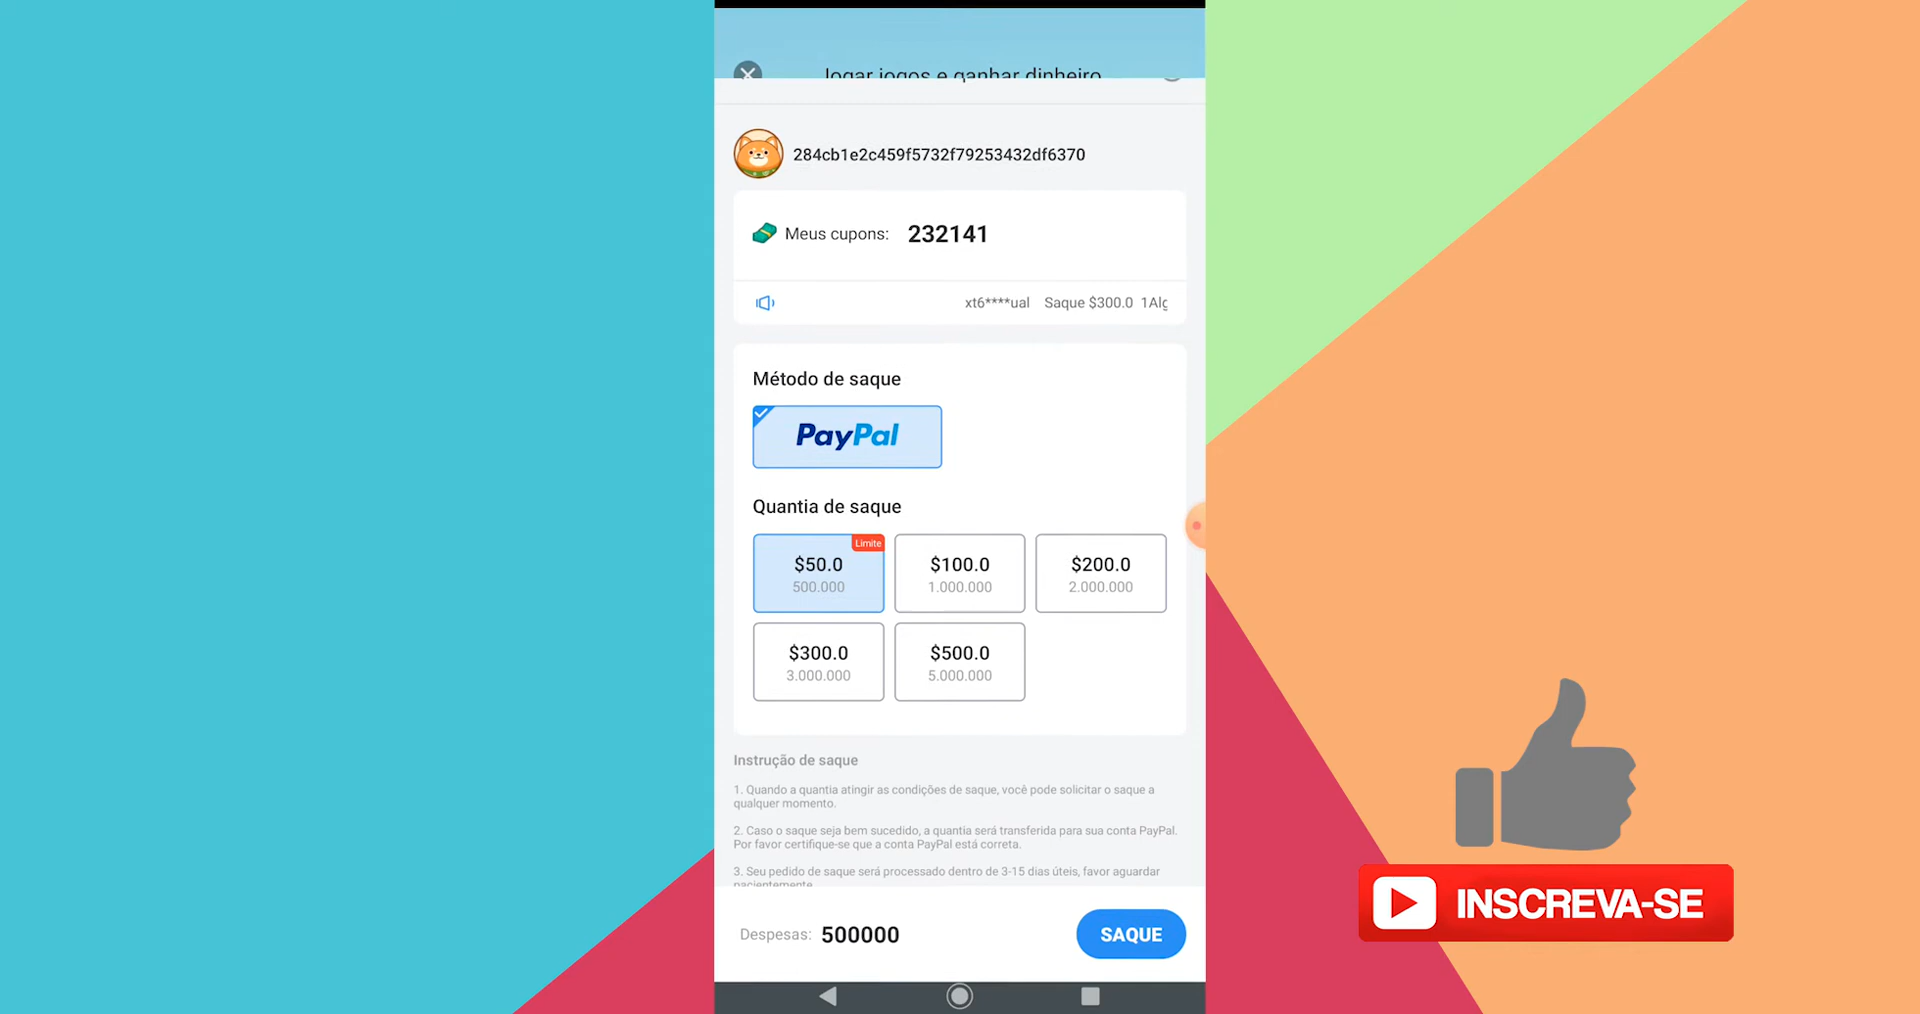 Jogar jogos e ganhar dinheiro
284cb1e2c459f5732f79253432df6370
Meus cupons: 232141
xt6****ual Saque $300.0 1Alg
Método de saque
PayPal
Quantia de saque
Limite
$50.0 $100.0 $200.0
500.000 1.000.000 2.000.000
$300.0 $500.0
3.000.000 5.000.000
Instrução de saque
1. Quando a quantia atingir as condições de saque, você pode solicitar o saque a
qualquer momento.
2. Caso o saque seja bem sucedido, a quantia será transferida para sua conta PayPal.
Por favor certifique-se que a conta PayPal está correta.
3. Seu pedido de saque será processado dentro de 3-15 dias úteis, favor aguardar
pacientemente
Despesas: 500000
SAQUE
INSCREVA-SE